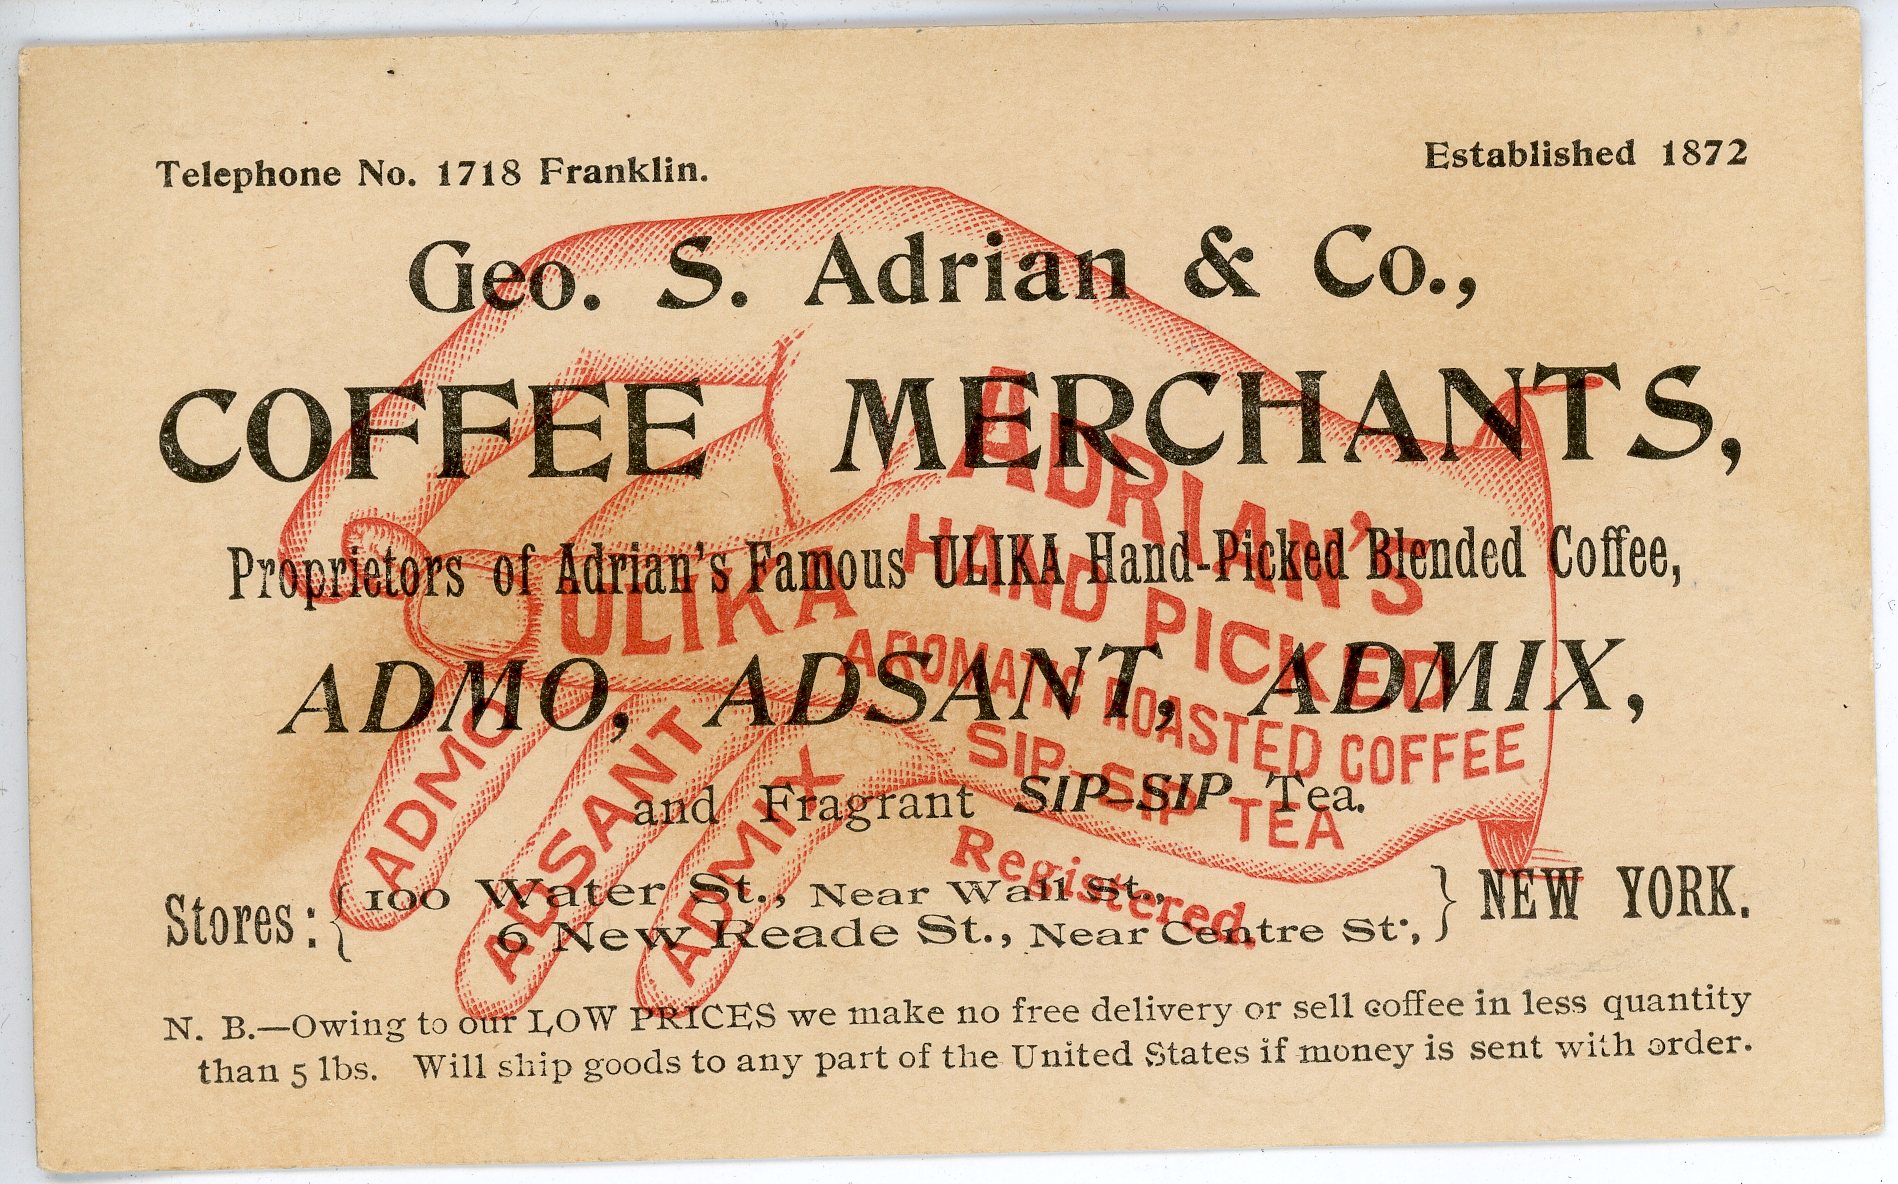 Telephone No. 1718 Franklin.
Established 1872
Geo. S. Adrian & Co.,
COFFEE MERCHANTS,
Proprietors of Adrian's Famous ULIKA Hand-Picked Blended Coffee,
ADMO, ADSANT, ADMIX,
and Fragrant SIP-SIP Tea.
Stores: { 100 Water St., Near Wall St.,
6 New Reade St., Near Centre St., } NEW YORK.
N. B.—Owing to our LOW PRICES we make no free delivery or sell coffee in less quantity
than 5 lbs. Will ship goods to any part of the United States if money is sent with order.
ADRIAN'S
HAND PICKED
AROMATIC ROASTED COFFEE
SIP-SIP TEA
Registered.
ULIKA
ADMO
ADSANT
ADMIX